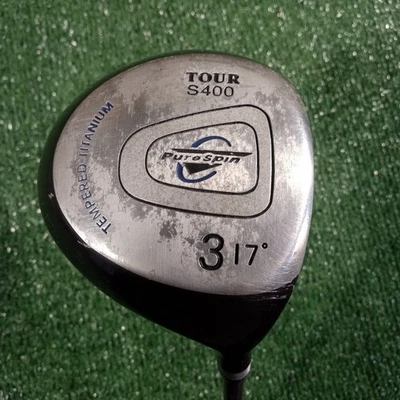 TOUR
S400
TEMPERED TITANIUM
PureSpin
3 17°